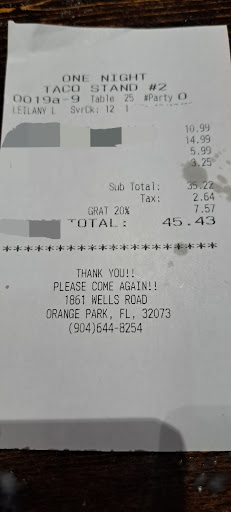 ONE NIGHT
TACO STAND #2
0019a-9 Table 25 #Party 0
LEILANY L SvrCk: 12 1
10.99
14.99
5.99
3.25
Sub Total: 35.22
Tax: 2.64
GRAT 20% 7.57
TOTAL: 45.43
THANK YOU!!
PLEASE COME AGAIN!!
1861 WELLS ROAD
ORANGE PARK, FL, 32073
(904)644-8254